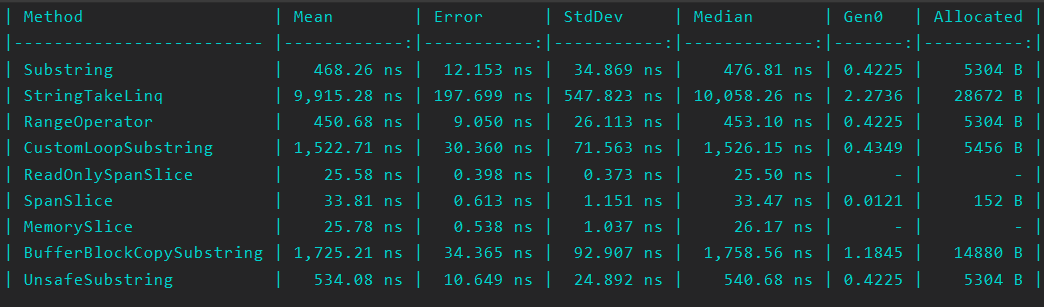 | Method                    | Mean        | Error      | StdDev     | Median       | Gen0   | Allocated |
|-------------------------- |------------:|-----------:|-----------:|-------------:|-------:|----------:|
| Substring                 |   468.26 ns |  12.153 ns |  34.869 ns |    476.81 ns | 0.4225 |    5304 B |
| StringTakeLinq            | 9,915.28 ns | 197.699 ns | 547.823 ns | 10,058.26 ns | 2.2736 |   28672 B |
| RangeOperator             |   450.68 ns |   9.050 ns |  26.113 ns |    453.10 ns | 0.4225 |    5304 B |
| CustomLoopSubstring       | 1,522.71 ns |  30.360 ns |  71.563 ns |  1,526.15 ns | 0.4349 |    5456 B |
| ReadOnlySpanSlice         |    25.58 ns |   0.398 ns |   0.373 ns |     25.50 ns |      - |         - |
| SpanSlice                 |    33.81 ns |   0.613 ns |   1.151 ns |     33.47 ns | 0.0121 |     152 B |
| MemorySlice               |    25.78 ns |   0.538 ns |   1.037 ns |     26.17 ns |      - |         - |
| BufferBlockCopySubstring  | 1,725.21 ns |  34.365 ns |  92.907 ns |  1,758.56 ns | 1.1845 |   14880 B |
| UnsafeSubstring           |   534.08 ns |  10.649 ns |  24.892 ns |    540.68 ns | 0.4225 |    5304 B |